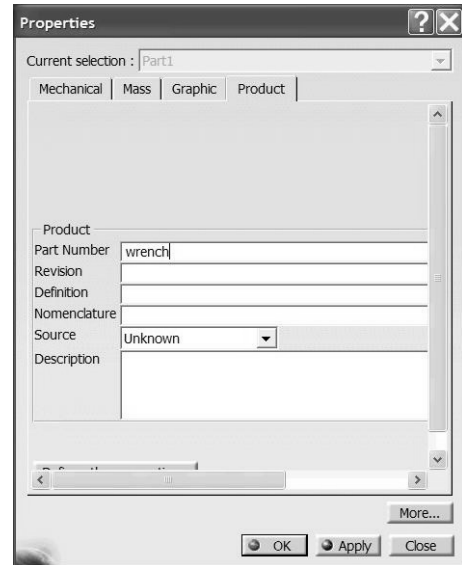 Properties
Current selection : Part1
Mechanical Mass Graphic Product
Product
Part Number wrench
Revision
Definition
Nomenclature
Source Unknown
Description
More...
OK Apply Close